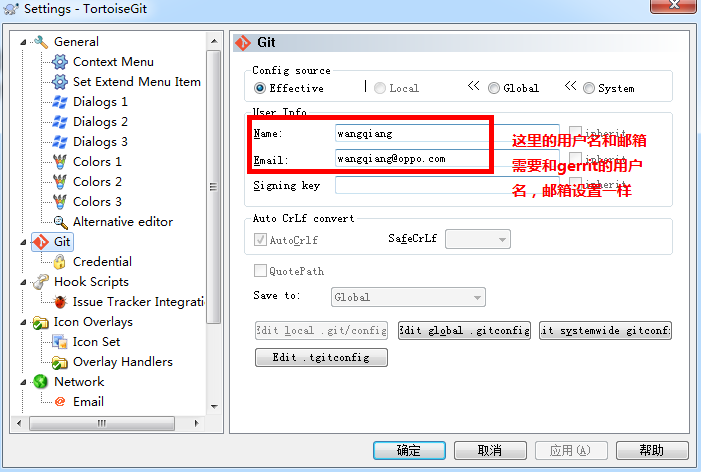 Settings - TortoiseGit
General
Context Menu
Set Extend Menu Item
Dialogs 1
Dialogs 2
Dialogs 3
Colors 1
Colors 2
Colors 3
Alternative editor
Git
Credential
Hook Scripts
Issue Tracker Integratio
Icon Overlays
Icon Set
Overlay Handlers
Network
Email
Git
Config source
Effective | Local << Global << System
User Info
Name: wangqiang inherit
Email: wangqiang@oppo.com
Signing key inherit
这里的用户名和邮箱
需要和gerrit的用户
名，邮箱设置一样
Auto CrLf convert
AutoCrlf SafeCrLf
QuotePath
Save to: Global
Edit local .git/config Edit global .gitconfig it systemwide gitconf
Edit .tgitconfig
确定 取消 应用(A) 帮助